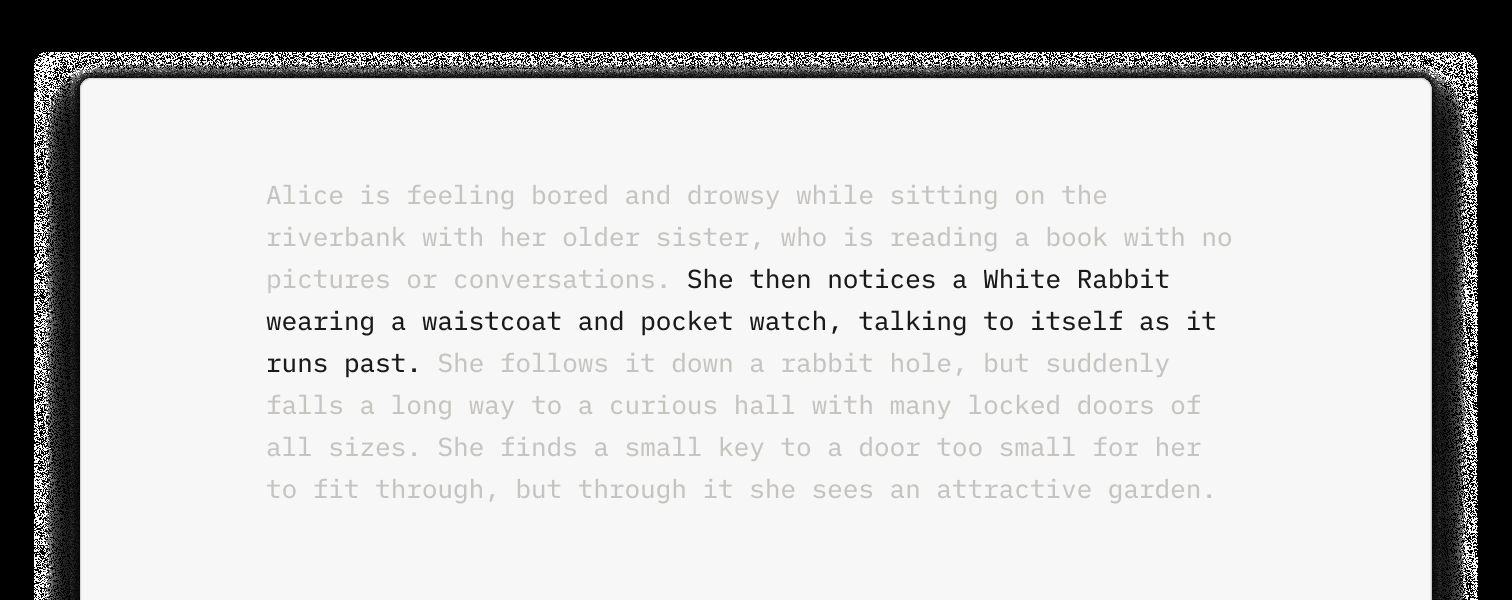 Alice is feeling bored and drowsy while sitting on the
riverbank with her older sister, who is reading a book with no
pictures or conversations. She then notices a White Rabbit
wearing a waistcoat and pocket watch, talking to itself as it
runs past. She follows it down a rabbit hole, but suddenly
falls a long way to a curious hall with many locked doors of
all sizes. She finds a small key to a door too small for her
to fit through, but through it she sees an attractive garden.